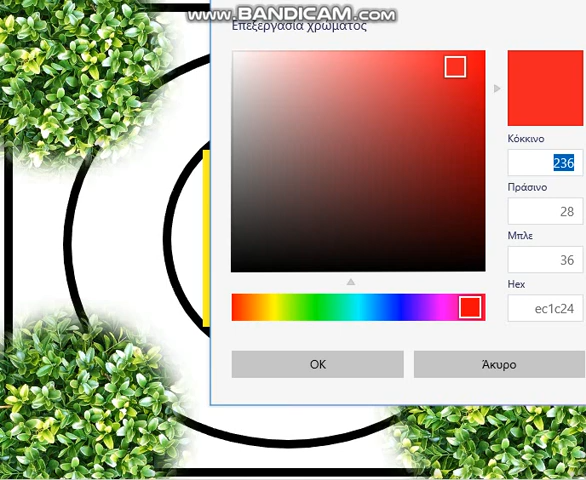 www.BANDICAM.com
Επεξεργασία χρώματος
Κόκκινο
236
Πράσινο
28
Μπλε
36
Hex
ec1c24
OK
Άκυρο